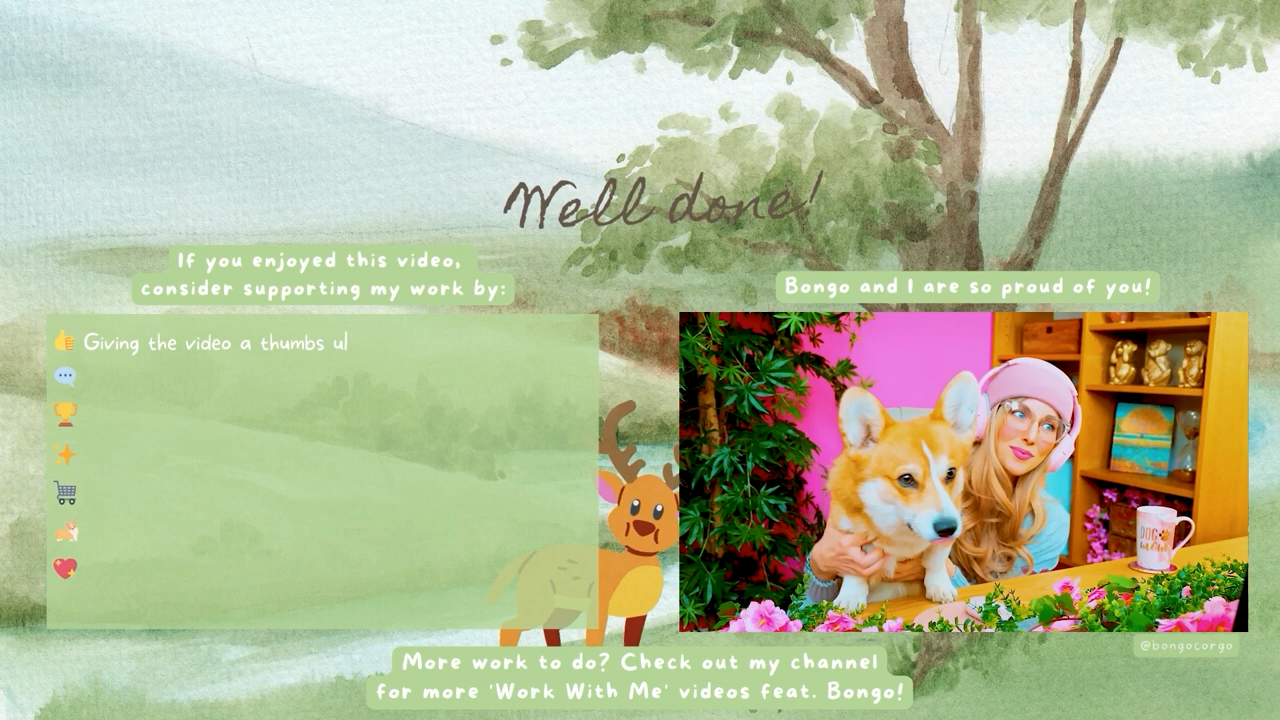 Well done!
If you enjoyed this video,
consider supporting my work by:
Bongo and I are so proud of you!
👍 Giving the video a thumbs ul
💬
🏆
✨
🛒
🐕
💖
DOG
@bongocorgo
More work to do? Check out my channel
for more 'Work With Me' videos feat. Bongo!